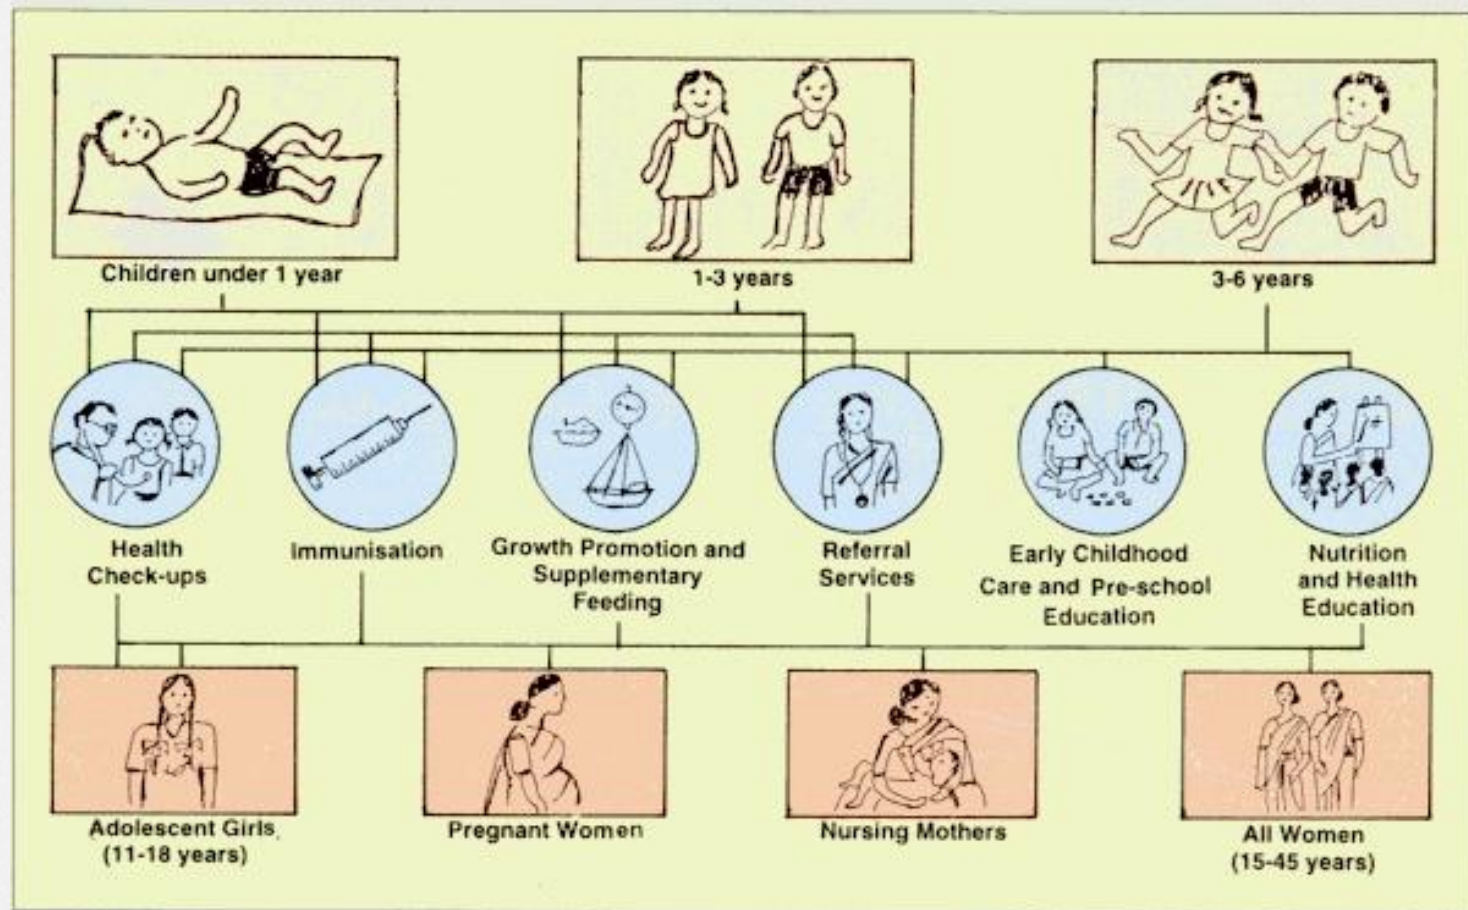 Children under 1 year
1-3 years
3-6 years
Health
Check-ups
Immunisation
Growth Promotion and
Supplementary
Feeding
Referral
Services
Early Childhood
Care and Pre-school
Education
Nutrition
and Health
Education
Adolescent Girls
(11-18 years)
Pregnant Women
Nursing Mothers
All Women
(15-45 years)